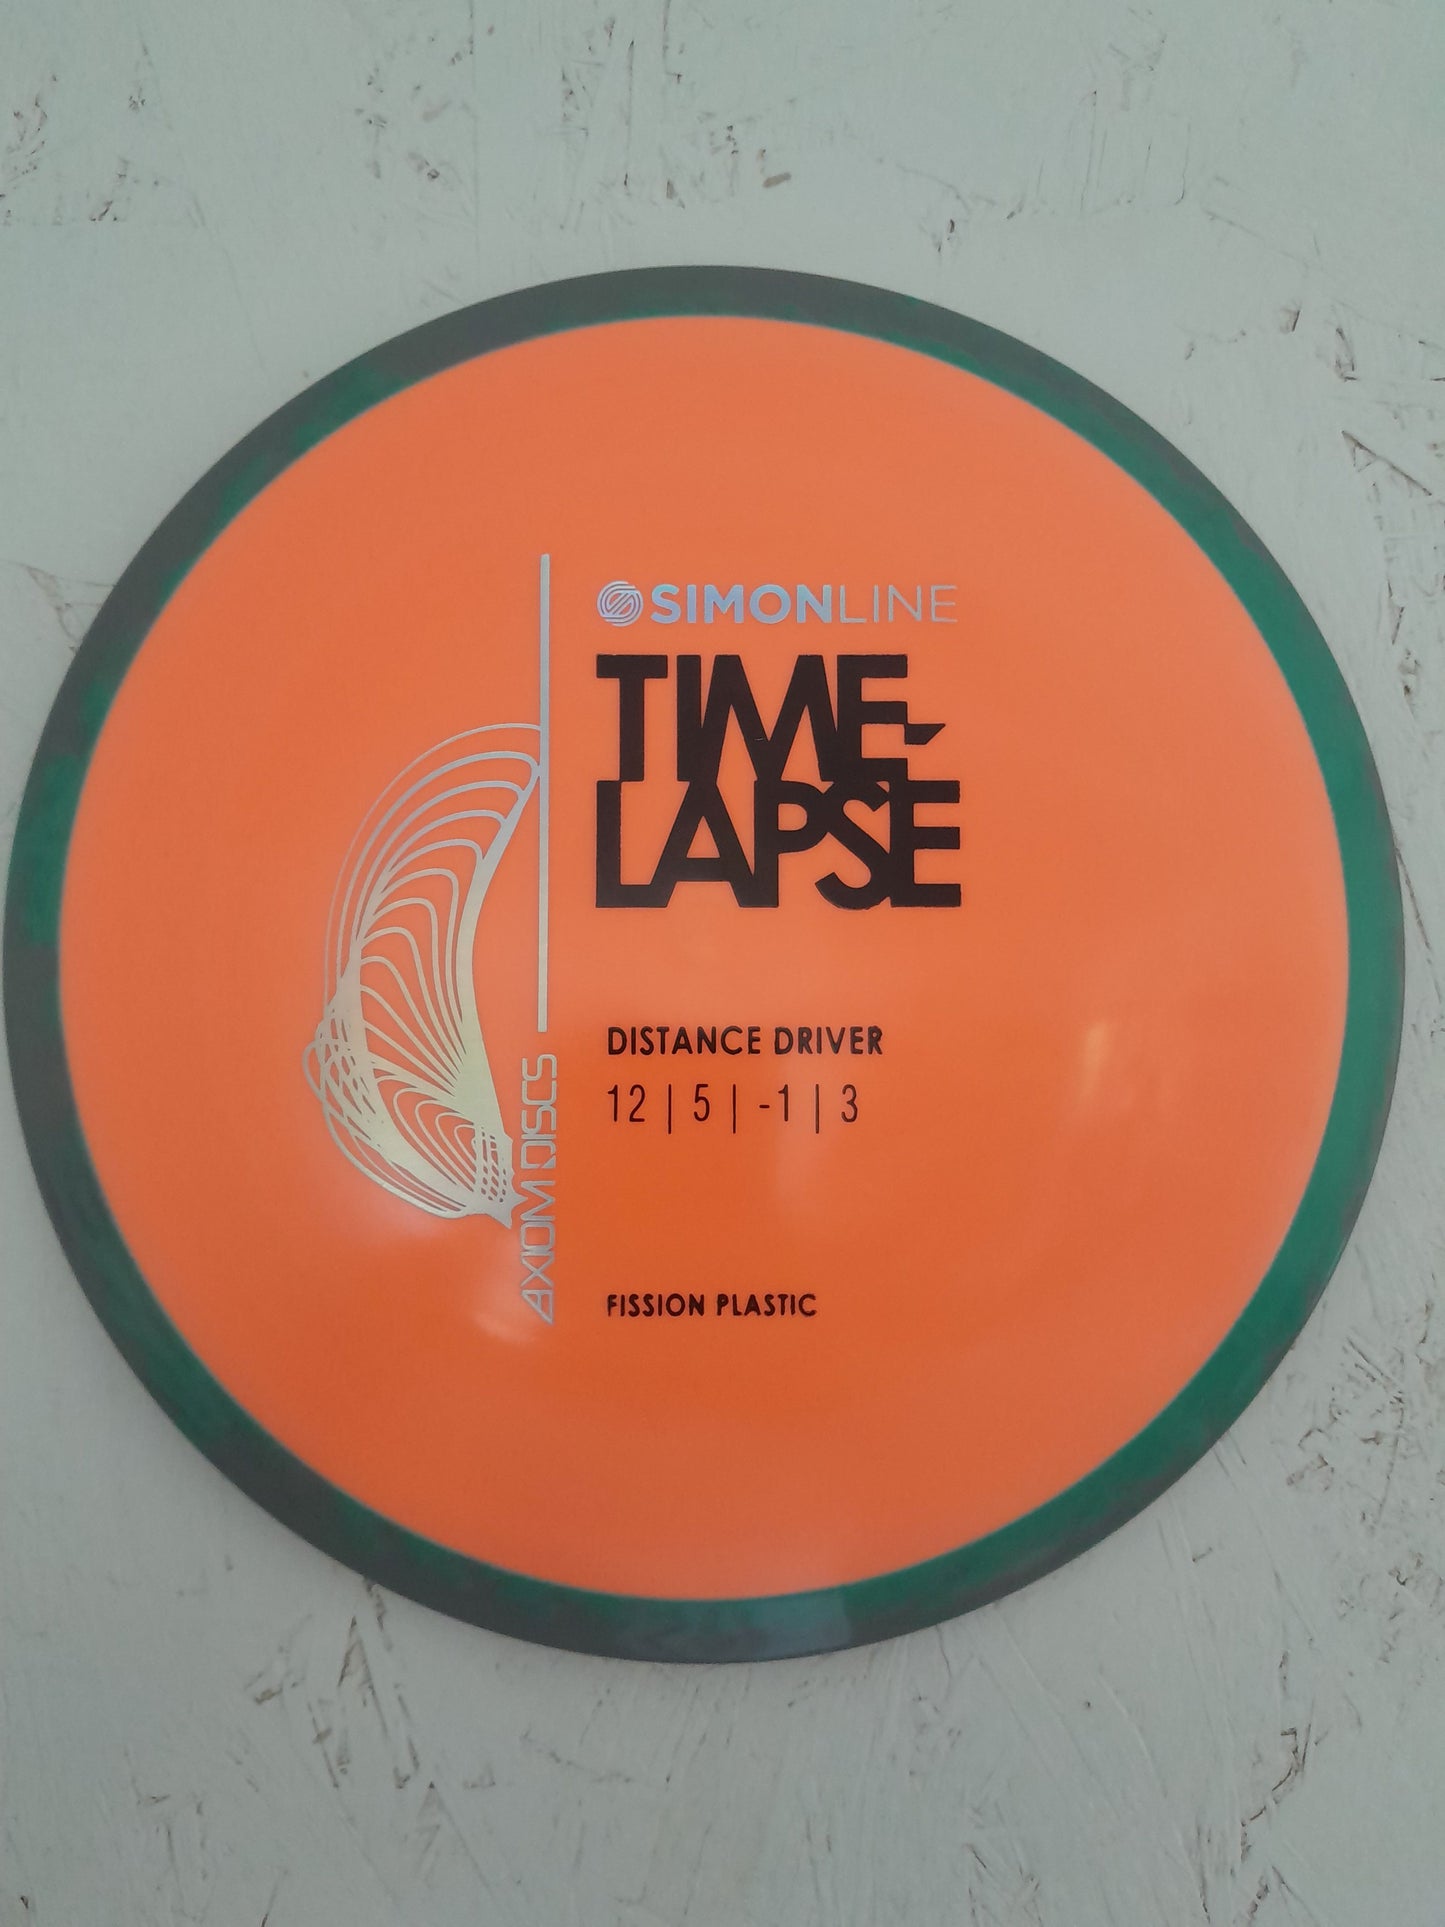 SIMONLINE
TIME-
LAPSE
DISTANCE DRIVER
12 | 5 | -1 | 3
AXIOM DISCS
FISSION PLASTIC